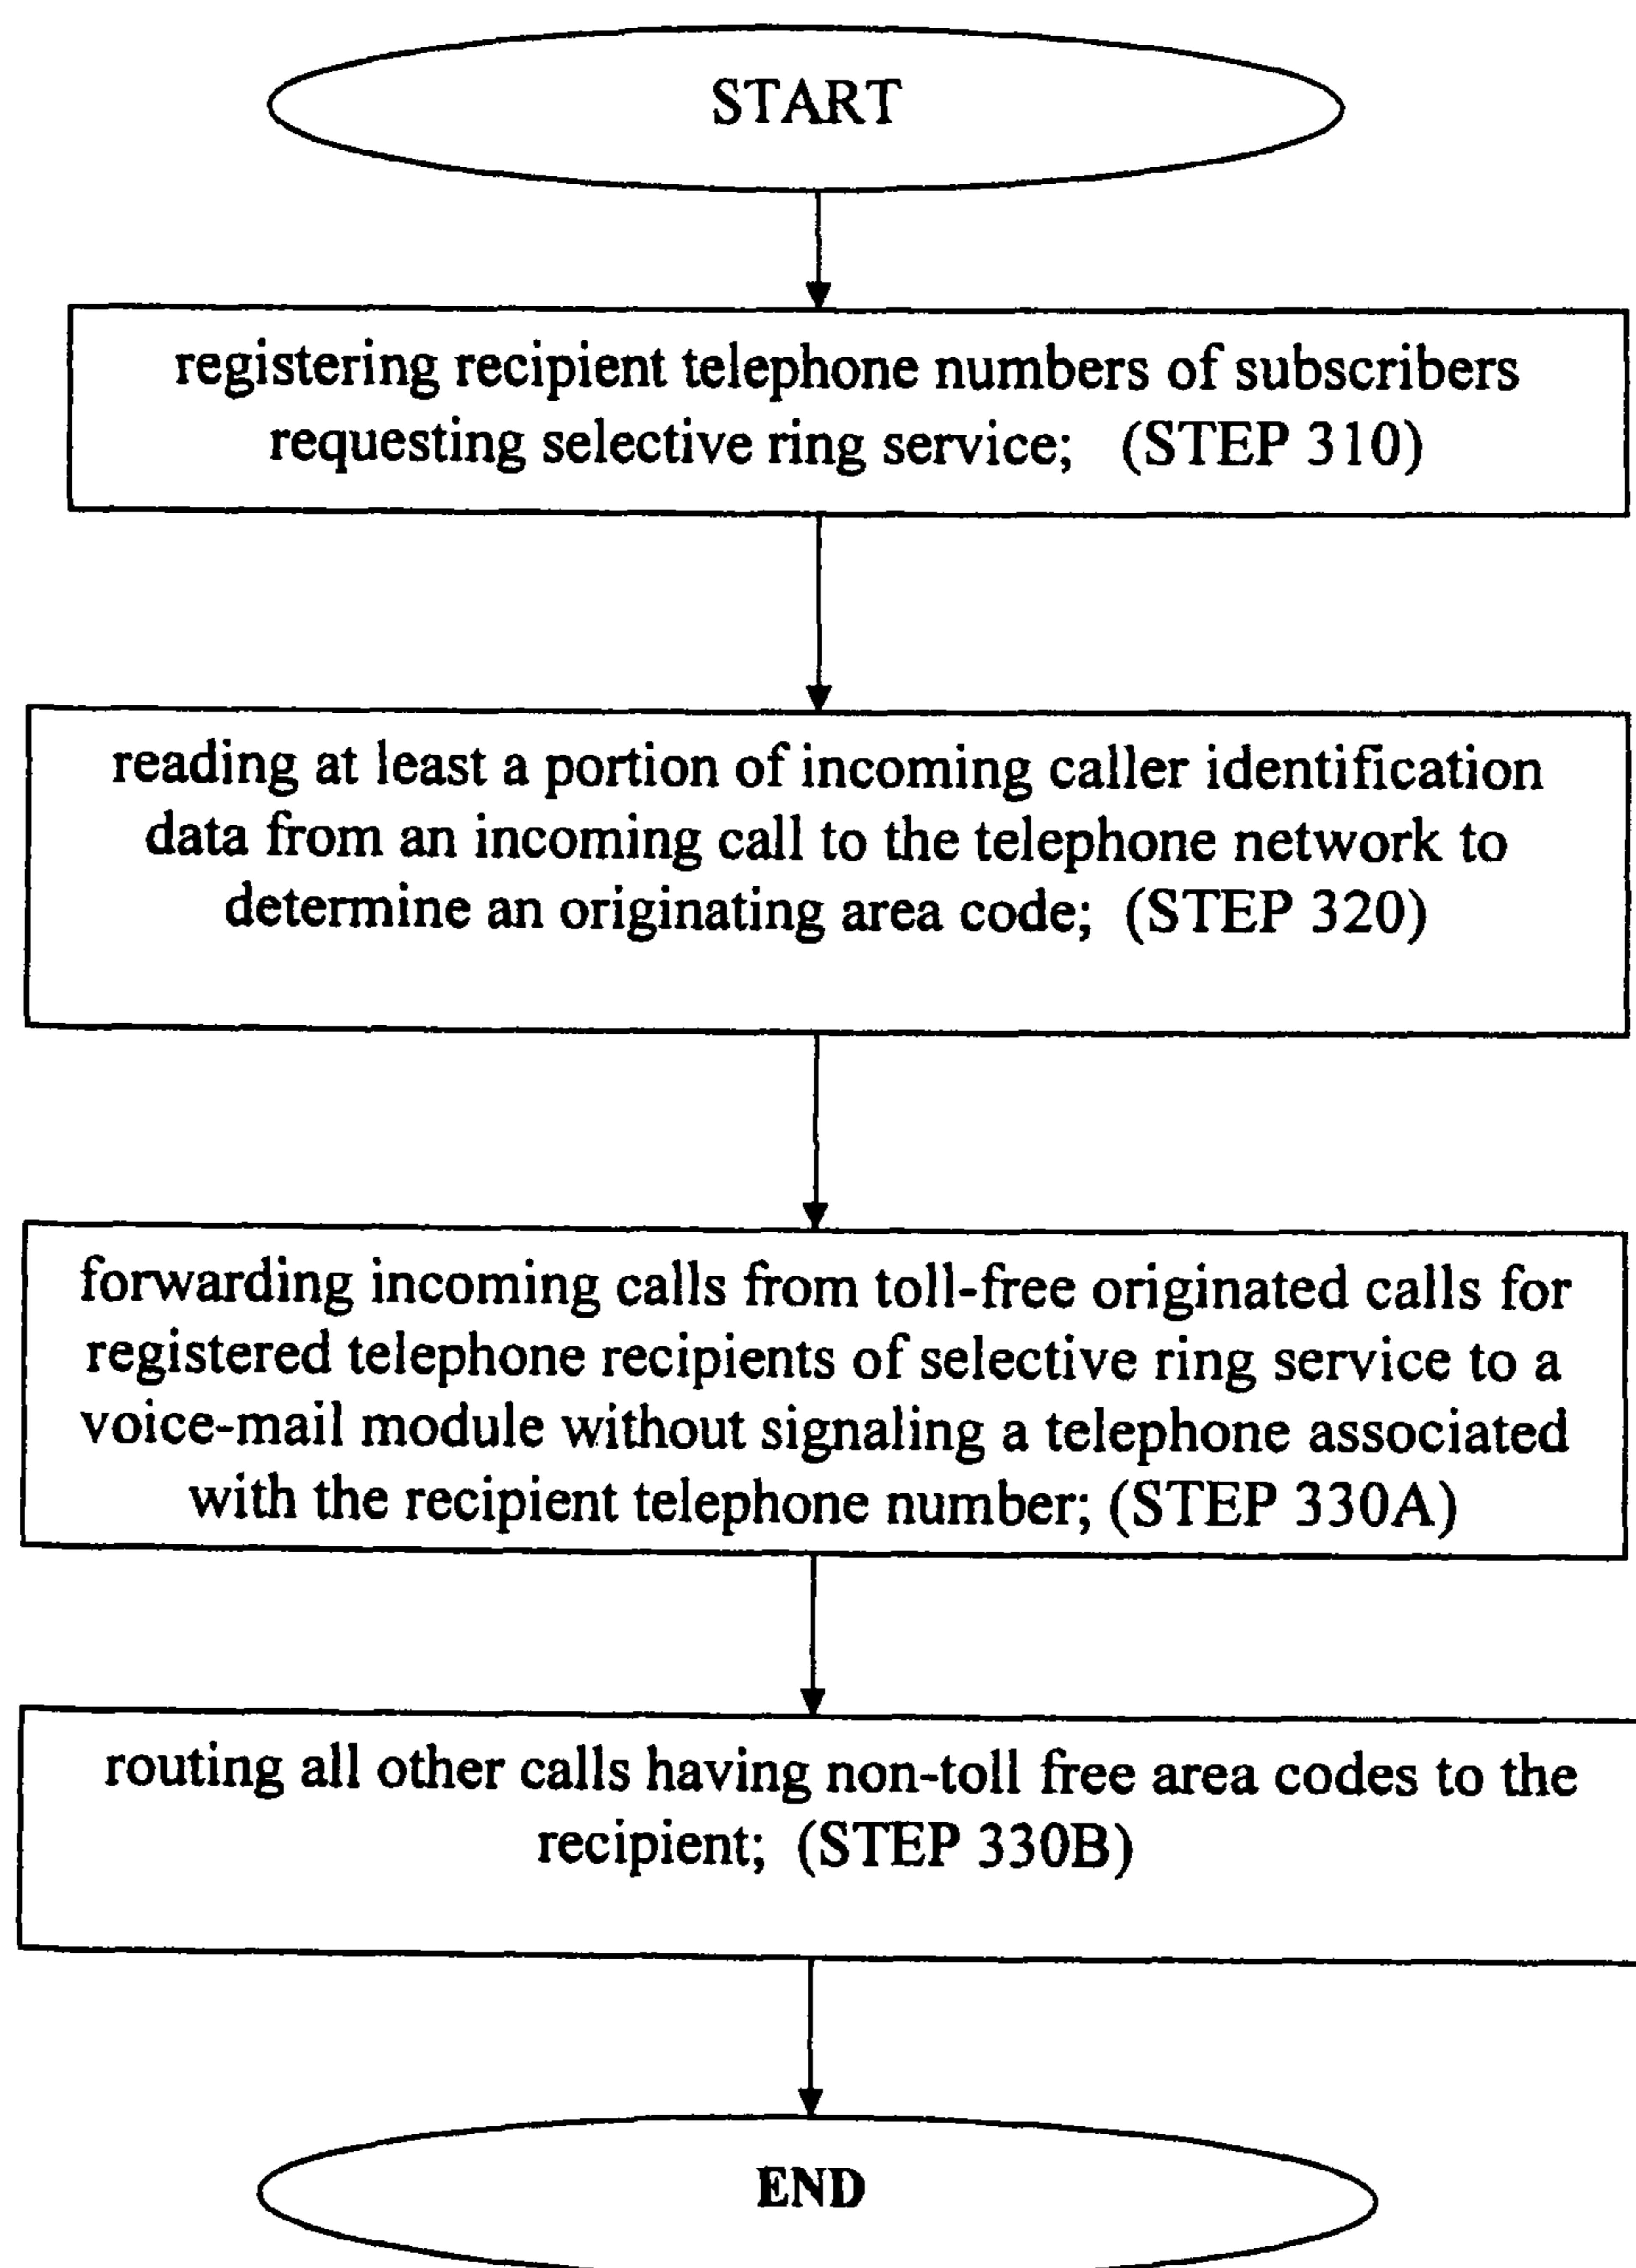 START
registering recipient telephone numbers of subscribers
requesting selective ring service; (STEP 310)
reading at least a portion of incoming caller identification
data from an incoming call to the telephone network to
determine an originating area code; (STEP 320)
forwarding incoming calls from toll-free originated calls for
registered telephone recipients of selective ring service to a
voice-mail module without signaling a telephone associated
with the recipient telephone number; (STEP 330A)
routing all other calls having non-toll free area codes to the
recipient; (STEP 330B)
END